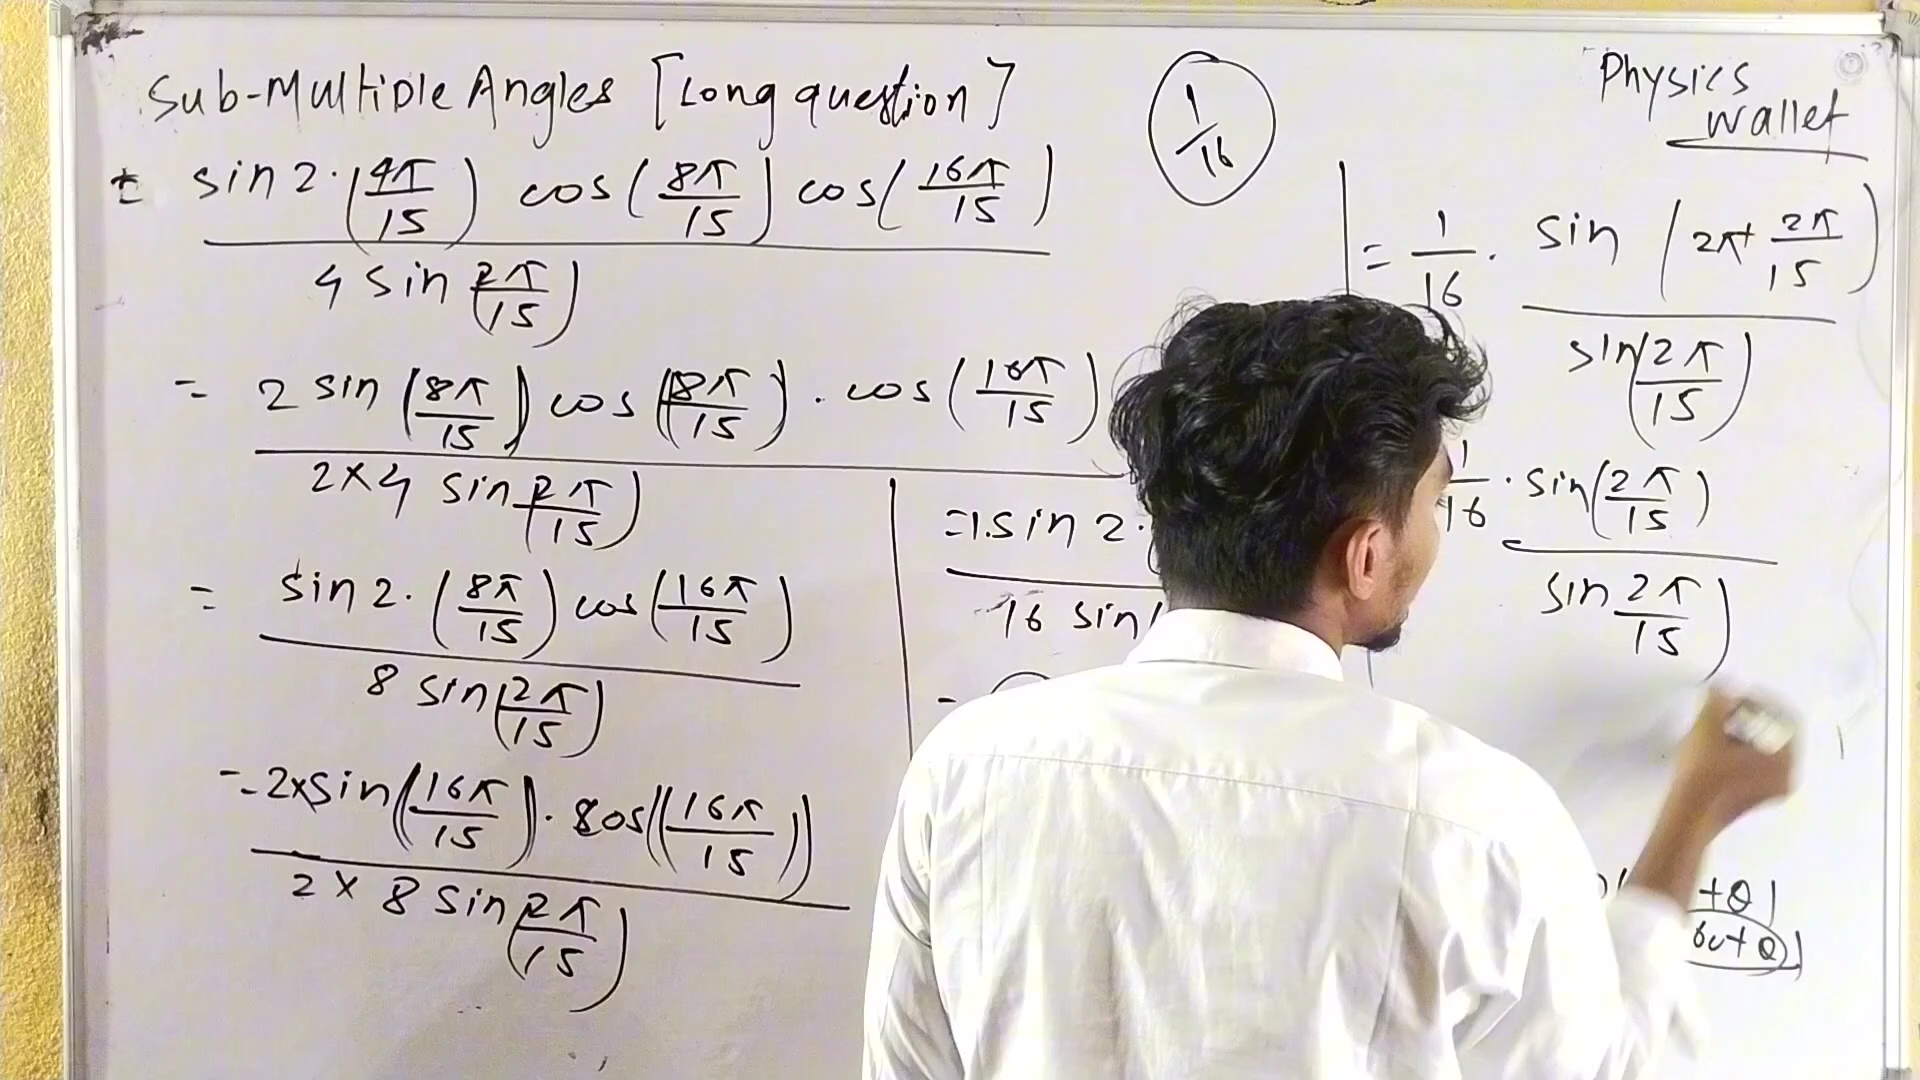 Sub-Multiple Angles [Long question]
1/16
Physics
Wallet
= sin 2·(4π/15) cos(8π/15) cos(16π/15)
4 sin(2π/15)
= 2 sin(8π/15) cos(8π/15) · cos(16π/15)
2×4 sin(2π/15)
= sin 2·(8π/15) cos(16π/15)
8 sin(2π/15)
= 2×sin(16π/15) · cos(16π/15)
2 × 8 sin(2π/15)
= 1·sin 2·
16 sin(
=
= 1/16 · sin(2π+2π/15)
sin(2π/15)
1/16 · sin(2π/15)
sin(2π/15)
+θ)